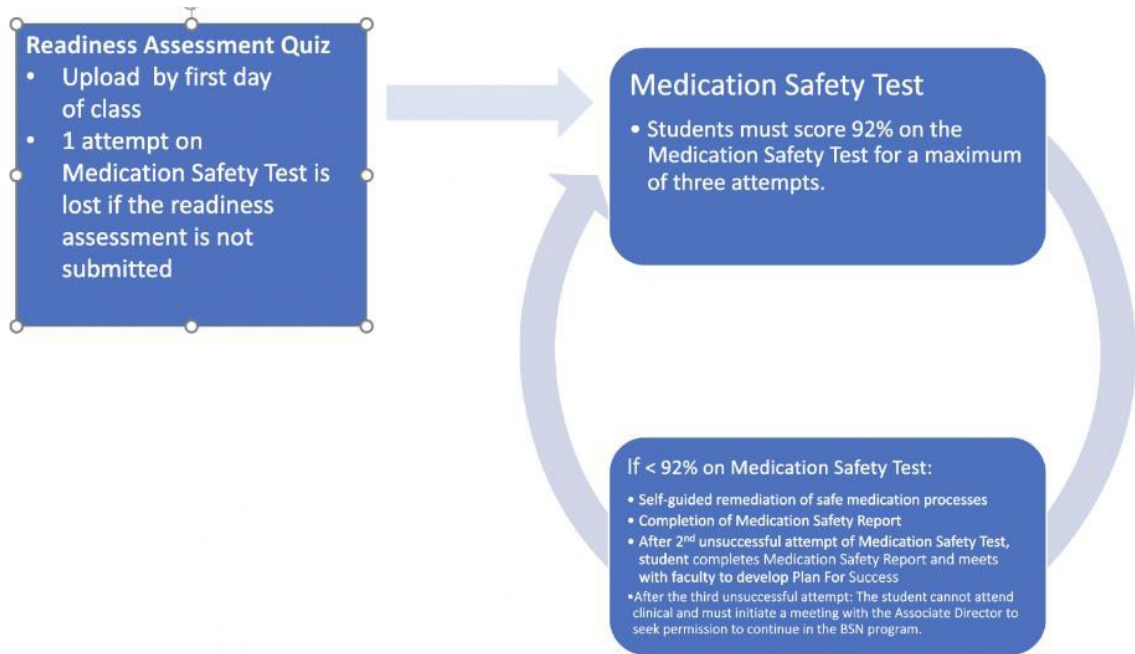 Readiness Assessment Quiz
• Upload by first day
of class
• 1 attempt on
Medication Safety Test is
lost if the readiness
assessment is not
submitted
Medication Safety Test
• Students must score 92% on the
Medication Safety Test for a maximum
of three attempts.
If < 92% on Medication Safety Test:
• Self-guided remediation of safe medication processes
• Completion of Medication Safety Report
• After 2nd unsuccessful attempt of Medication Safety Test,
student completes Medication Safety Report and meets
with faculty to develop Plan For Success
•After the third unsuccessful attempt: The student cannot attend
clinical and must initiate a meeting with the Associate Director to
seek permission to continue in the BSN program.